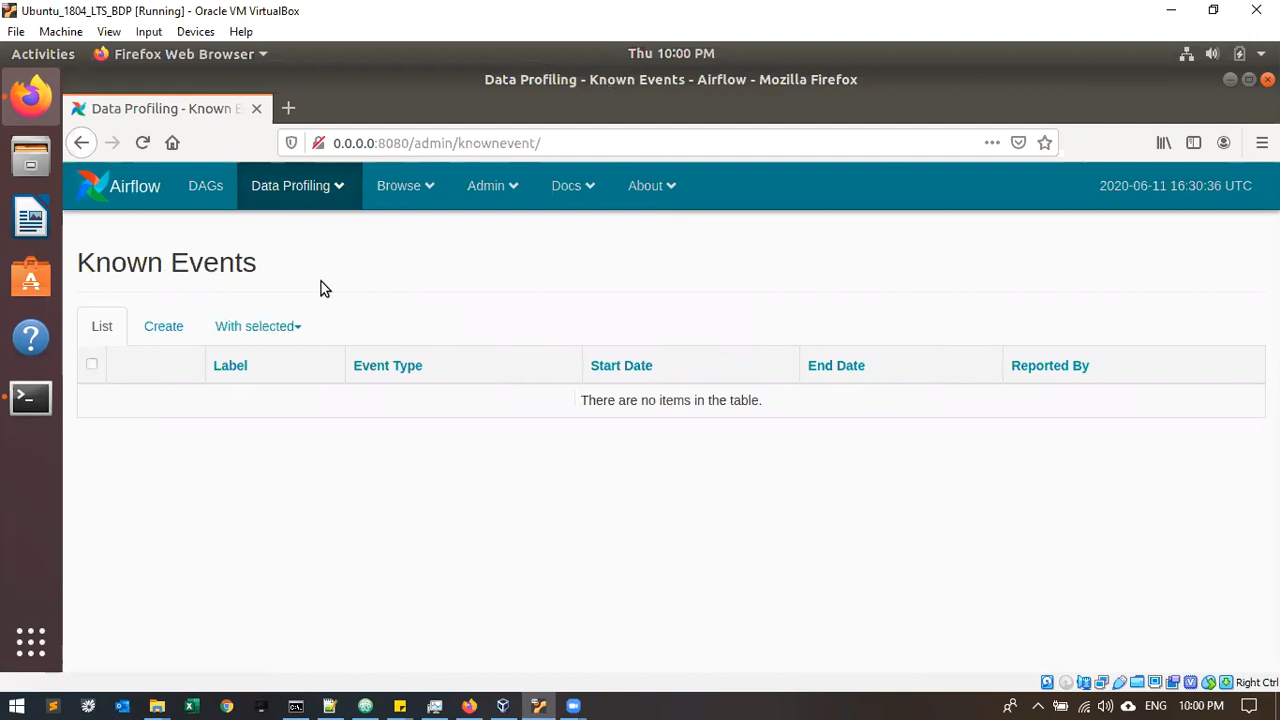 Ubuntu_1804_LTS_BDP [Running] - Oracle VM VirtualBox
File Machine View Input Devices Help
Activities Firefox Web Browser Thu 10:00 PM
Data Profiling - Known Events - Airflow - Mozilla Firefox
Data Profiling - Known E
0.0.0.0:8080/admin/knownevent/
Airflow DAGs Data Profiling Browse Admin Docs About 2020-06-11 16:30:36 UTC
Known Events
List Create With selected
Label Event Type Start Date End Date Reported By
There are no items in the table.
Right Ctrl
ENG 10:00 PM